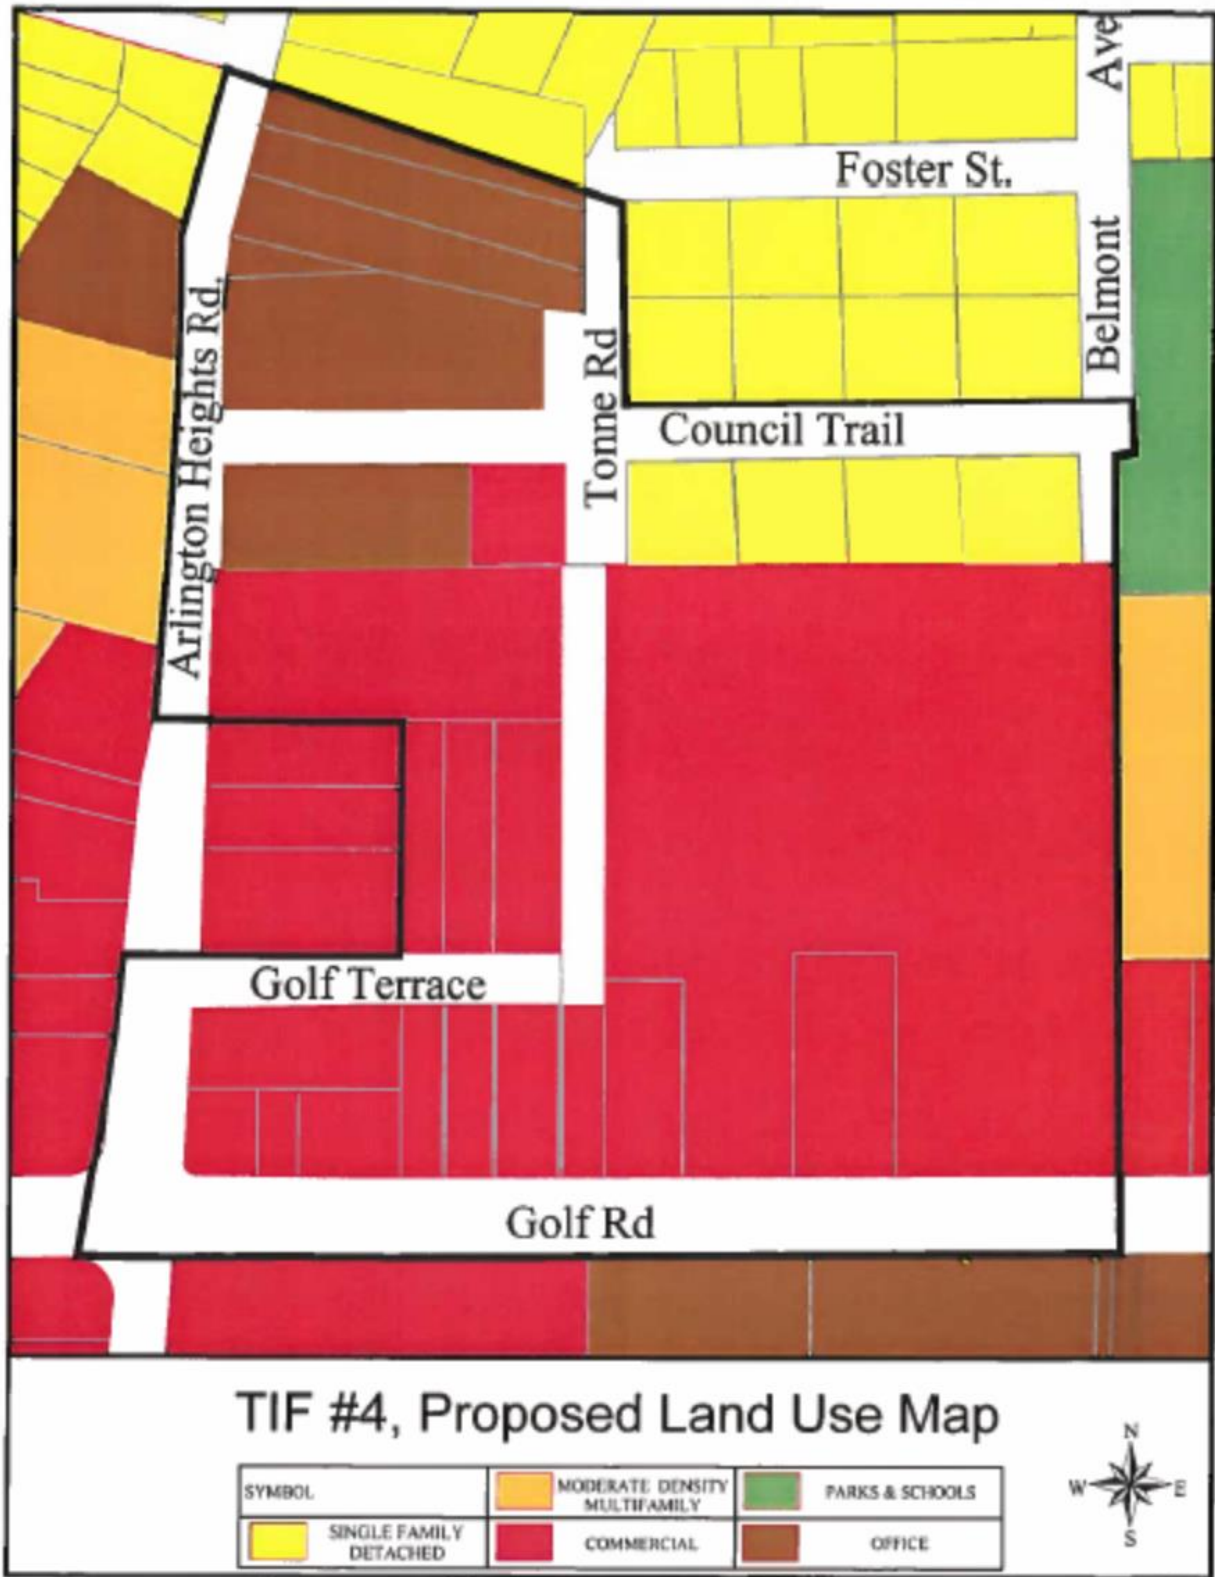 Ave
Foster St.
Belmont
Arlington Heights Rd.
Tonne Rd
Council Trail
Golf Terrace
Golf Rd
TIF #4, Proposed Land Use Map
N
W E
S
SYMBOL
MODERATE DENSITY
MULTIFAMILY
PARKS & SCHOOLS
SINGLE FAMILY
DETACHED
COMMERCIAL
OFFICE